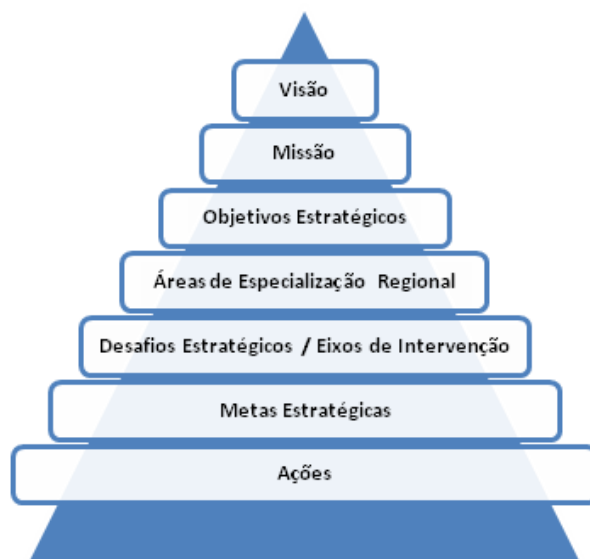 Visão
Missão
Objetivos Estratégicos
Áreas de Especialização Regional
Desafios Estratégicos / Eixos de Intervenção
Metas Estratégicas
Ações